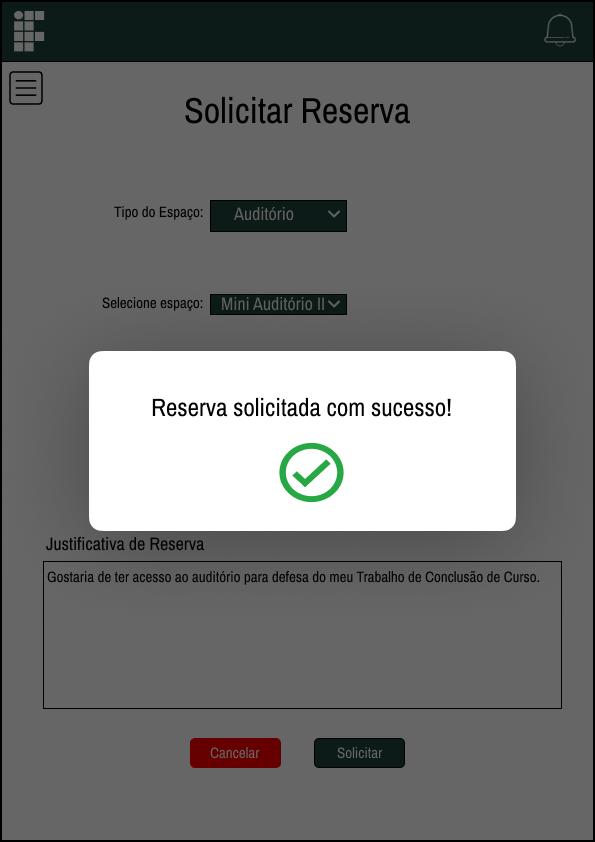 Solicitar Reserva
Tipo do Espaço:
Auditório
Selecione espaço:
Mini Auditório II
Reserva solicitada com sucesso!
Justificativa de Reserva
Gostaria de ter acesso ao auditório para defesa do meu Trabalho de Conclusão de Curso.
Cancelar
Solicitar